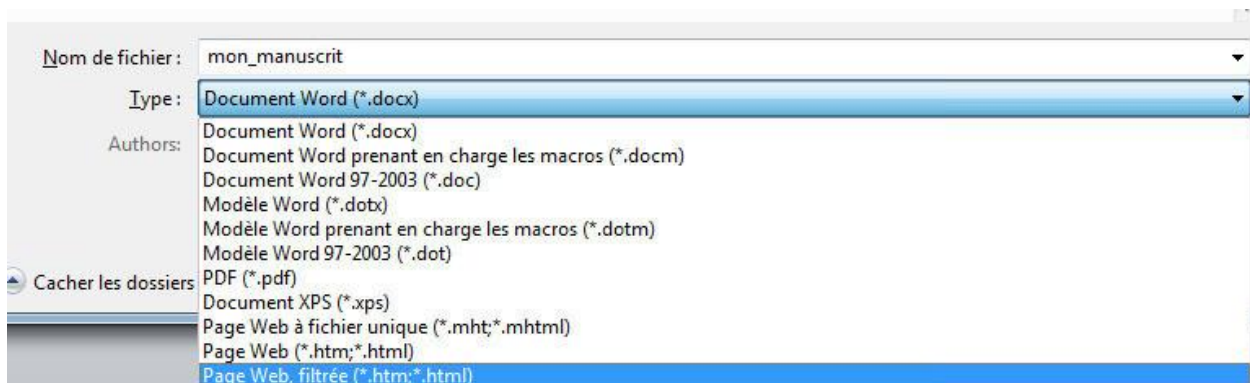 Nom de fichier : mon_manuscrit
Type : Document Word (*.docx)
Authors:
Document Word (*.docx)
Document Word prenant en charge les macros (*.docm)
Document Word 97-2003 (*.doc)
Modèle Word (*.dotx)
Modèle Word prenant en charge les macros (*.dotm)
Modèle Word 97-2003 (*.dot)
Cacher les dossiers
PDF (*.pdf)
Document XPS (*.xps)
Page Web à fichier unique (*.mht;*.mhtml)
Page Web (*.htm;*.html)
Page Web, filtrée (*.htm;*.html)